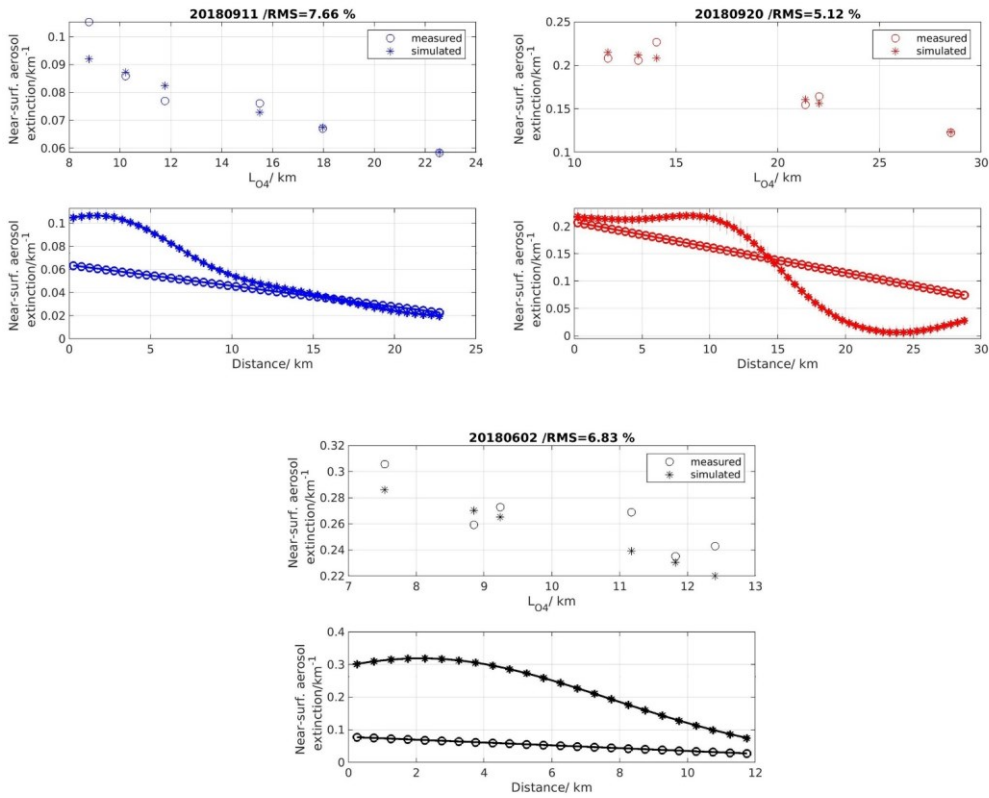 20180911 /RMS=7.66 %
Near-surf. aerosol
extinction/km-1
0.1
0.08
0.06
measured
simulated
8 10 12 14 16 18 20 22 24
LO4/ km
Near-surf. aerosol
extinction/km-1
0.1
0.08
0.06
0.04
0.02
0
0 5 10 15 20 25
Distance/ km
20180920 /RMS=5.12 %
Near-surf. aerosol
extinction/km-1
0.25
0.2
0.15
0.1
measured
simulated
10 15 20 25 30
LO4/ km
Near-surf. aerosol
extinction/km-1
0.2
0.15
0.1
0.05
0
0 5 10 15 20 25 30
Distance/ km
20180602 /RMS=6.83 %
Near-surf. aerosol
extinction/km-1
0.32
0.3
0.28
0.26
0.24
0.22
measured
simulated
7 8 9 10 11 12 13
LO4/ km
Near-surf. aerosol
extinction/km-1
0.4
0.3
0.2
0.1
0
0 2 4 6 8 10 12
Distance/ km